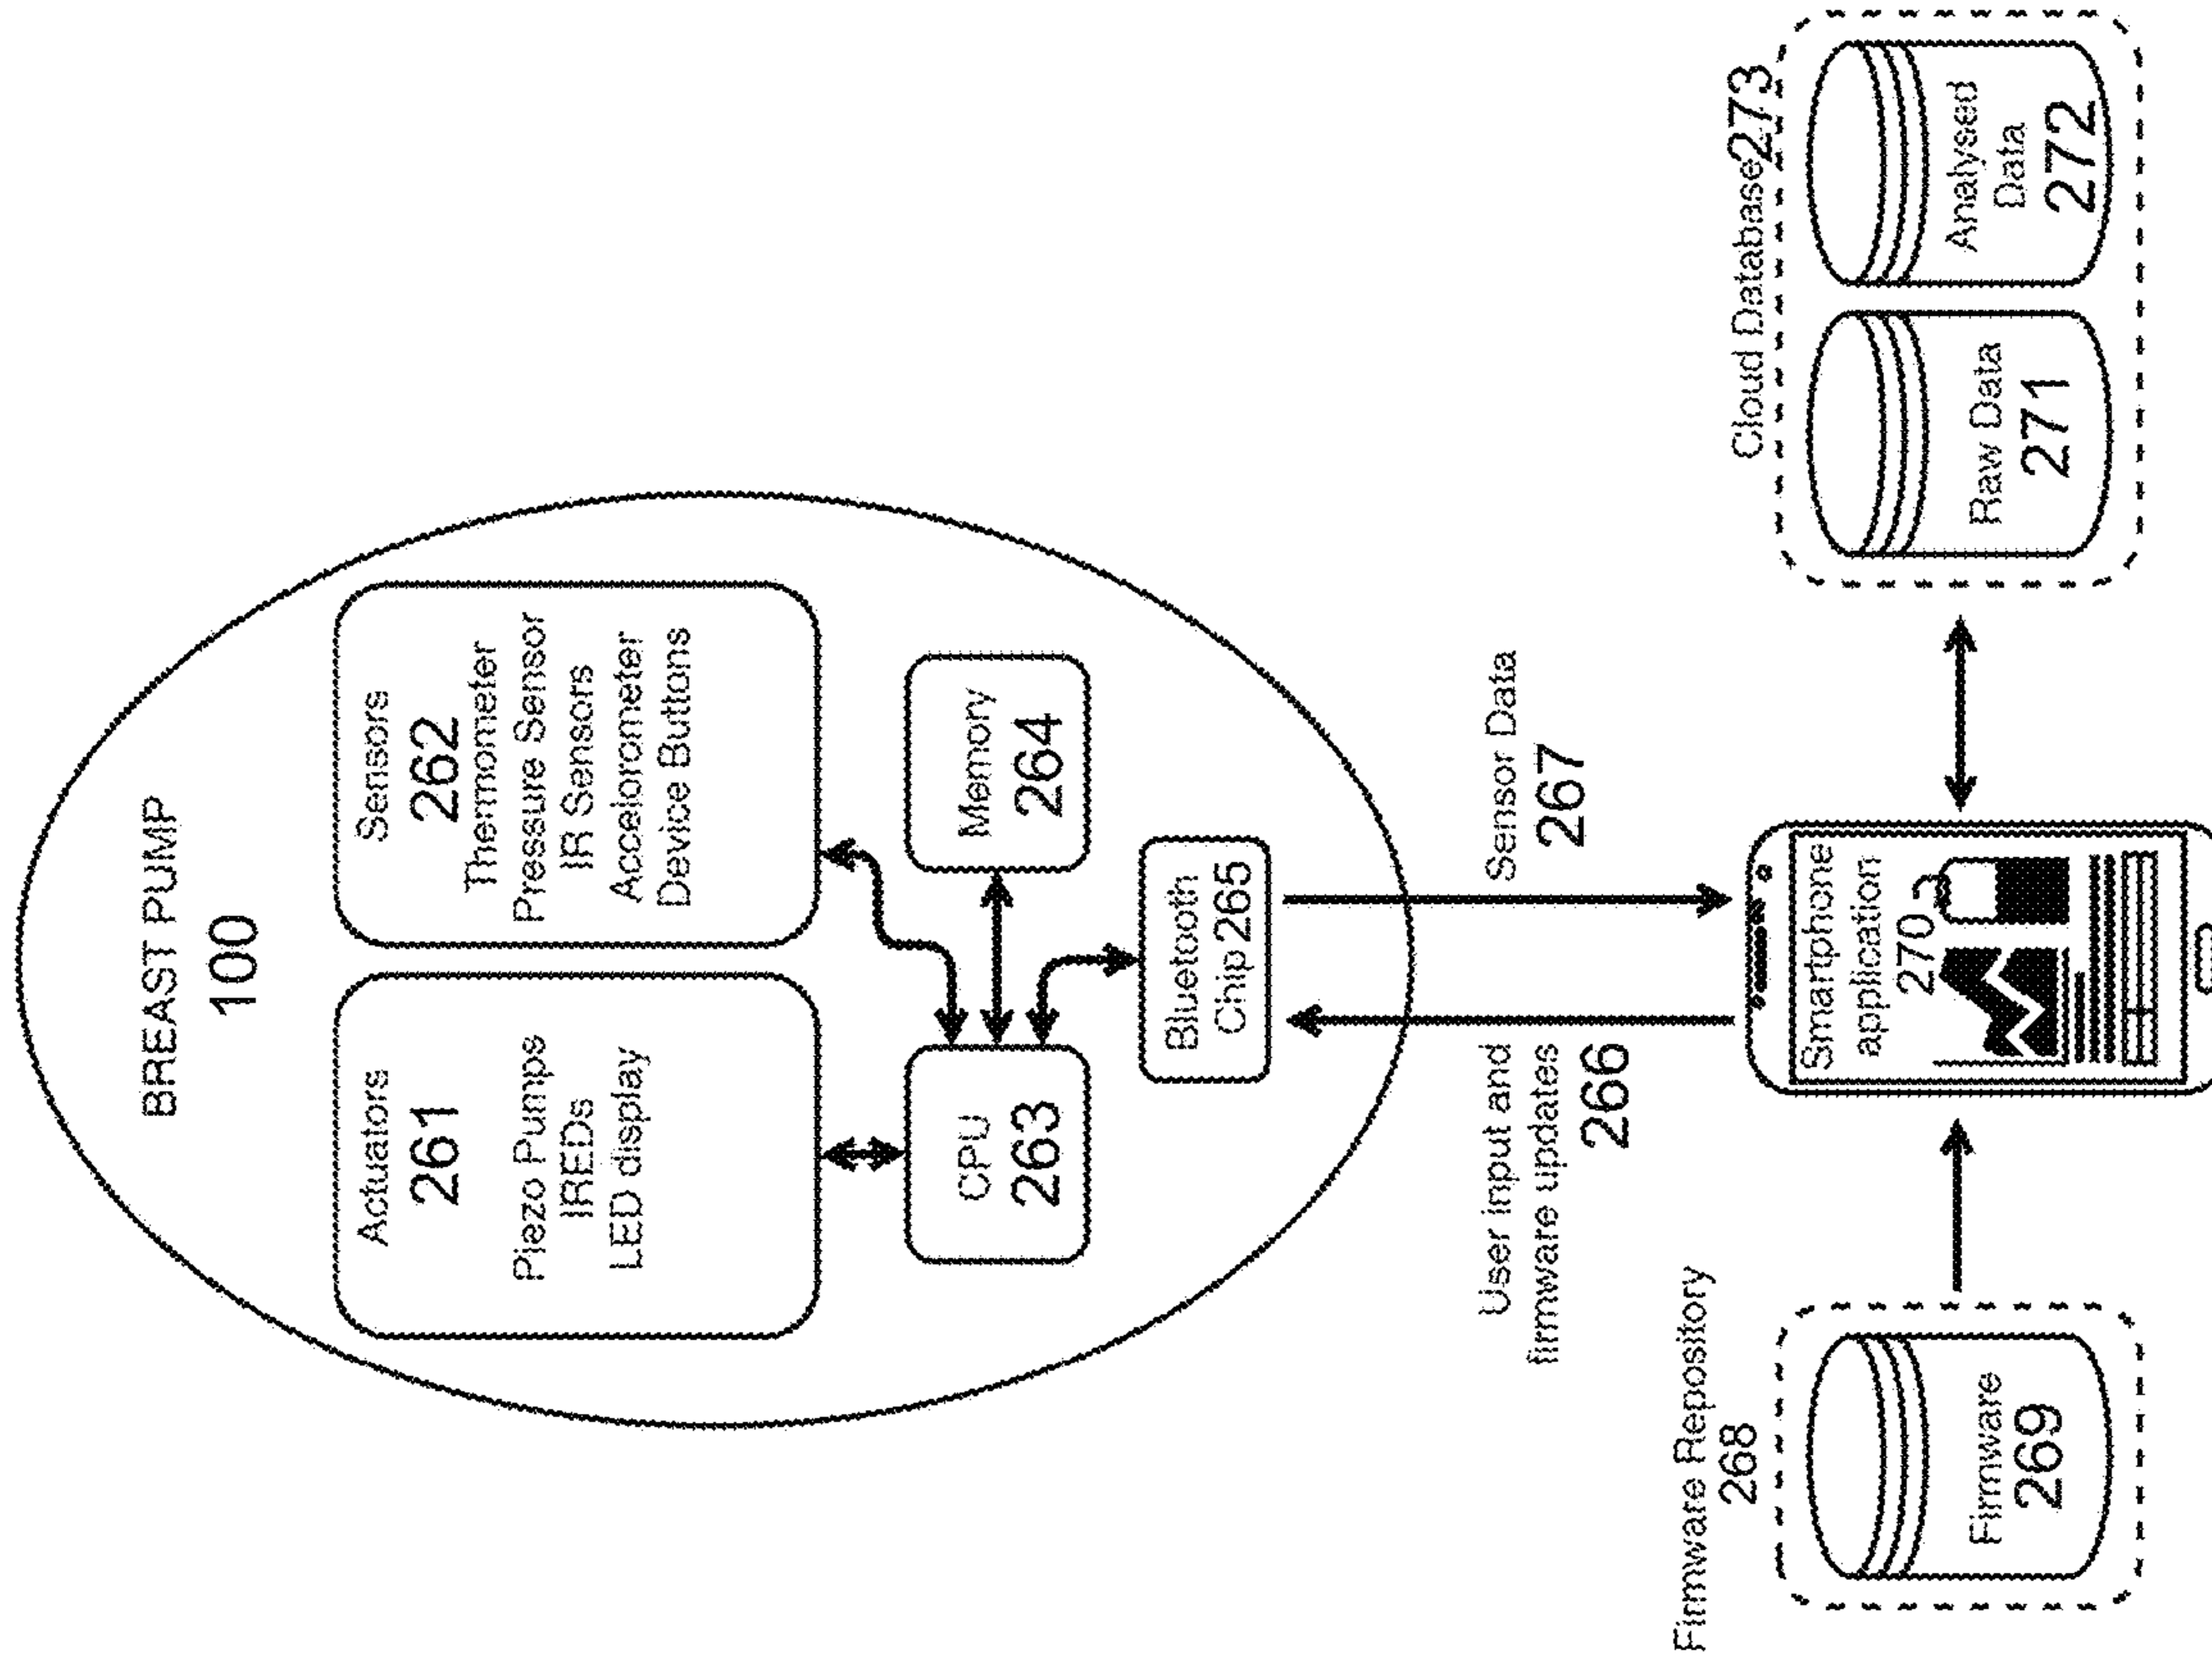 BREAST PUMP
100
Actuators
261
Piezo Pumps
IREDs
LED display
Sensors
262
Thermometer
Pressure Sensor
IR Sensors
Accelorometer
Device Buttons
CPU
263
Memory
264
Bluetooth
Chip 265
User input and
firmware updates
266
Sensor Data
267
Firmware Repository
268
Firmware
269
Smartphone
application
270
Cloud Database 273
Raw Data
271
Analysed
Data
272